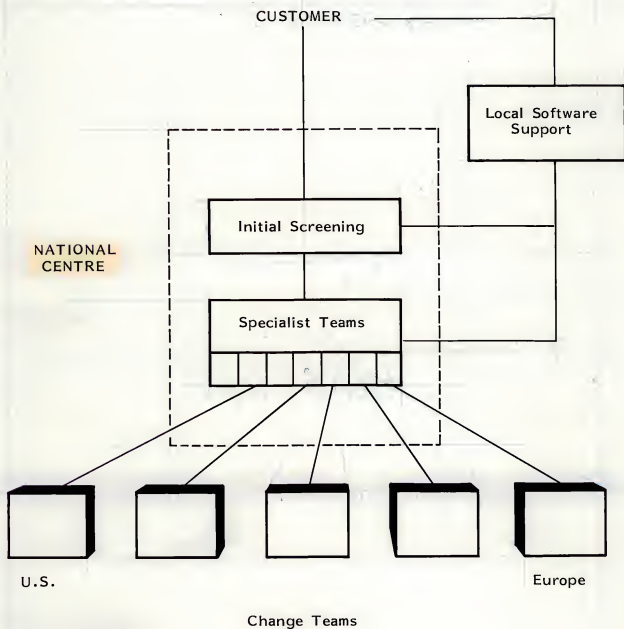 CUSTOMER
Local Software
Support
Initial Screening
NATIONAL
CENTRE
Specialist Teams
U.S.
Europe
Change Teams